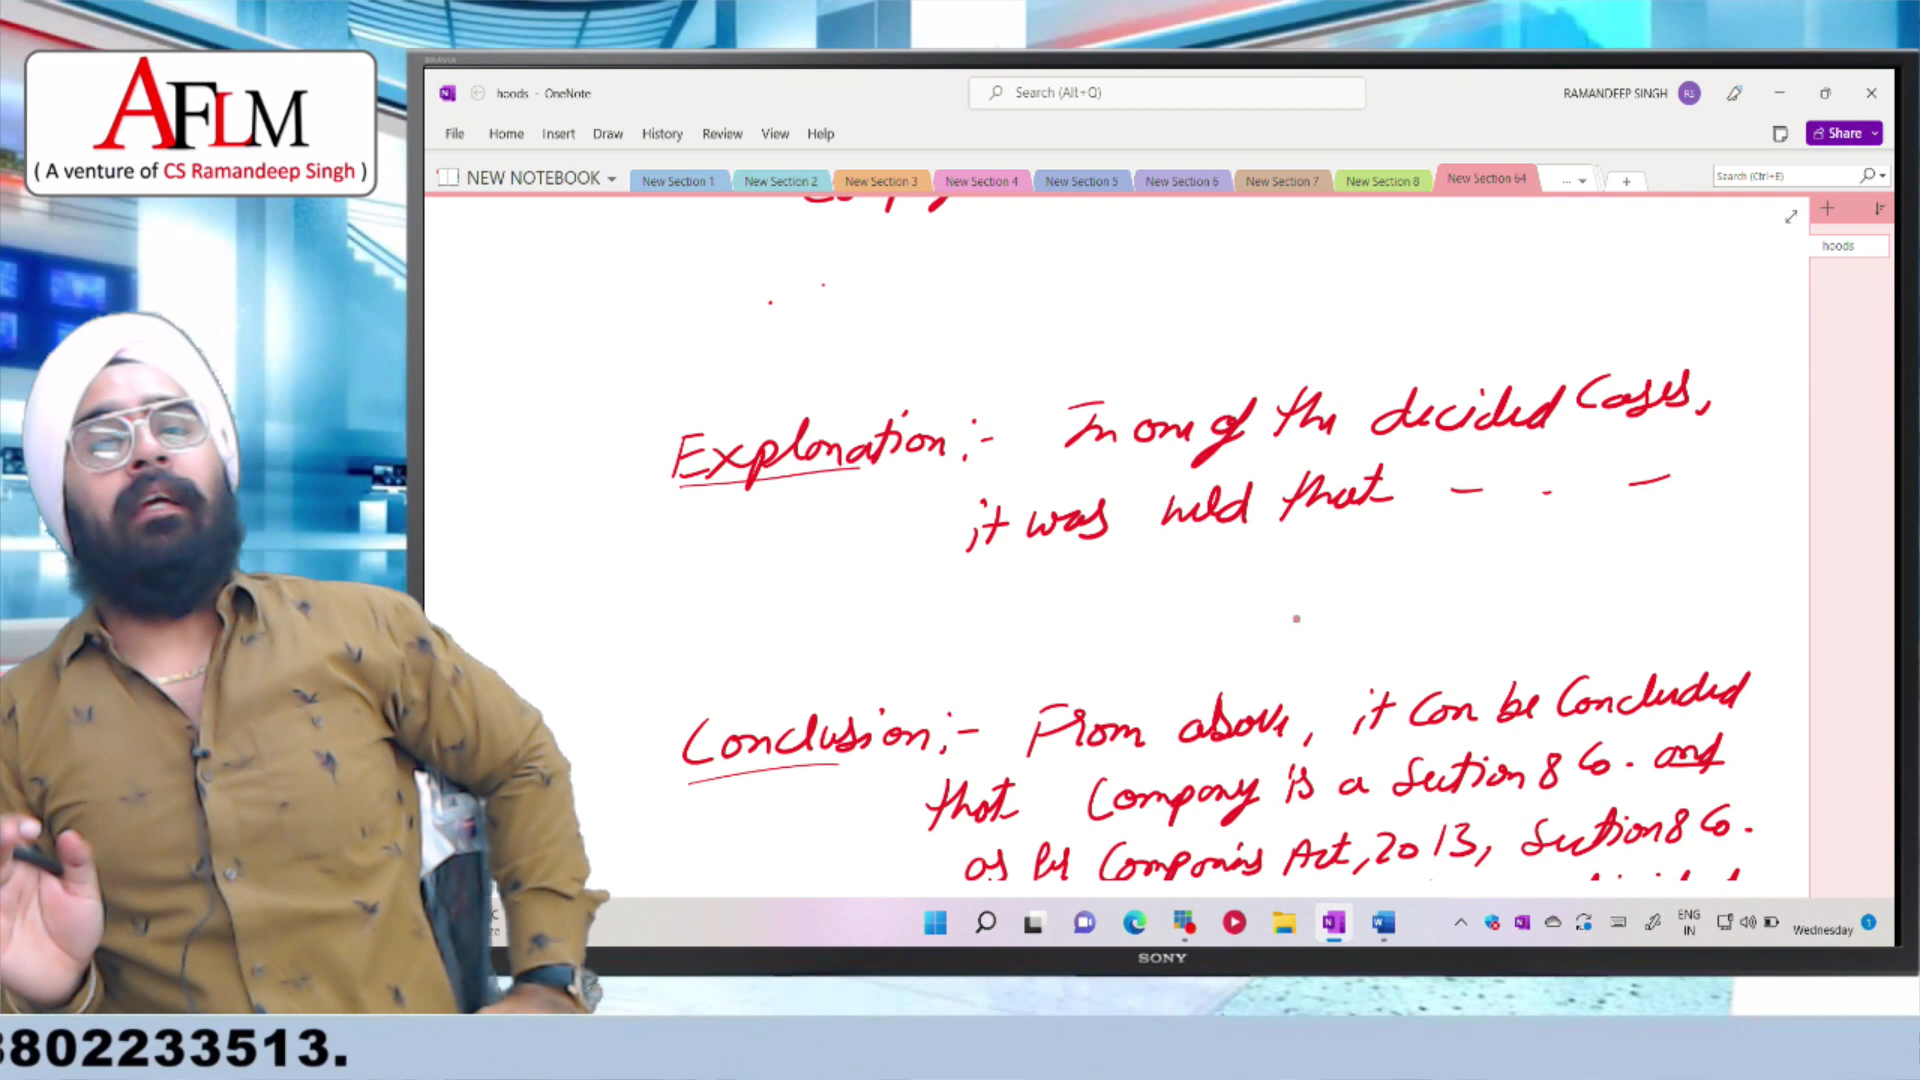 BRAVIA
AFLM
( A venture of CS Ramandeep Singh )
hoods - OneNote
Search (Alt+Q)
RAMANDEEP SINGH
RS
File Home Insert Draw History Review View Help
Share
NEW NOTEBOOK
New Section 1
New Section 2
New Section 3
New Section 4
New Section 5
New Section 6
New Section 7
New Section 8
New Section 64
...
Search (Ctrl+E)
hoods
Explanation :- In one of the decided Cases,
it was held that - . -
Conclusion :- From above, it can be Concluded
that Company is a Section 8 Co. and
as per Companies Act, 2013, Section 8 Co.
ENG
IN
Wednesday
1
SONY
8802233513.